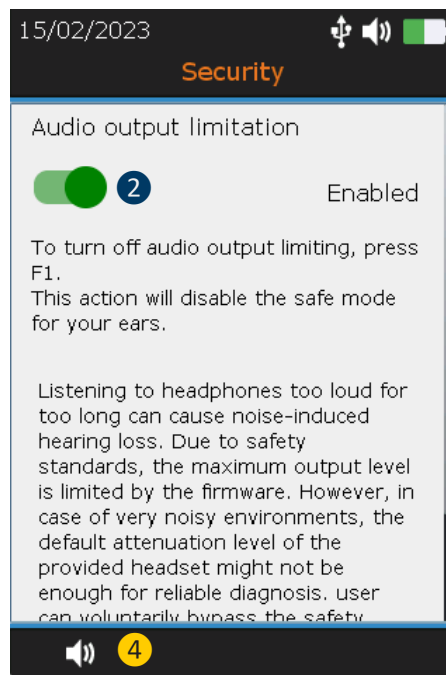 15/02/2023
Security
Audio output limitation
2
Enabled
To turn off audio output limiting, press
F1.
This action will disable the safe mode
for your ears.
Listening to headphones too loud for
too long can cause noise-induced
hearing loss. Due to safety
standards, the maximum output level
is limited by the firmware. However, in
case of very noisy environments, the
default attenuation level of the
provided headset might not be
enough for reliable diagnosis. user
can voluntarily bypass the safety
4